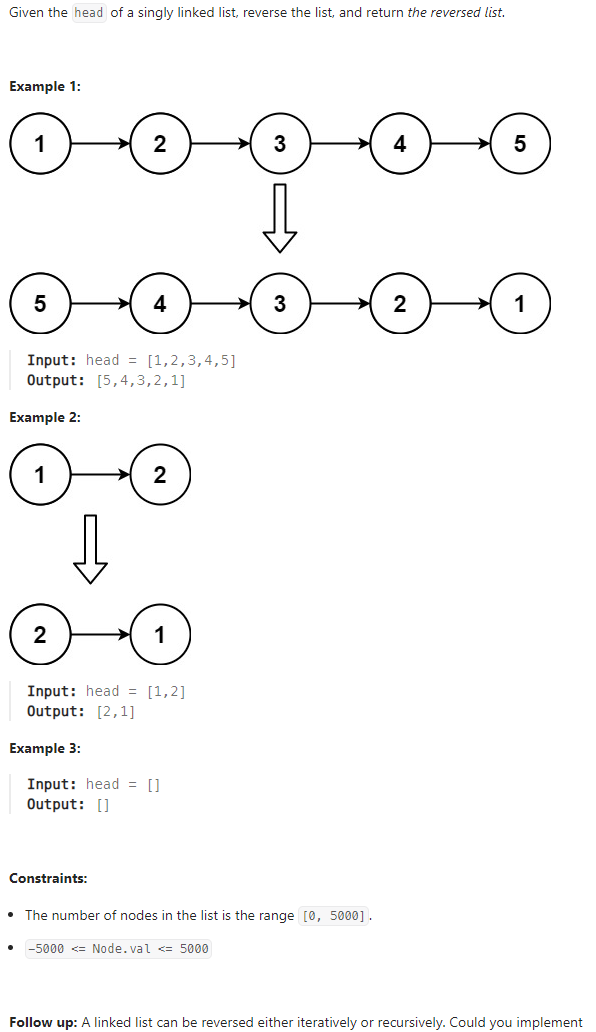 Given the head of a singly linked list, reverse the list, and return the reversed list.
Example 1:
1 2 3 4 5
5 4 3 2 1
Input: head = [1,2,3,4,5]
Output: [5,4,3,2,1]
Example 2:
1 2
2 1
Input: head = [1,2]
Output: [2,1]
Example 3:
Input: head = []
Output: []
Constraints:
• The number of nodes in the list is the range [0, 5000].
• -5000 <= Node.val <= 5000
Follow up: A linked list can be reversed either iteratively or recursively. Could you implement